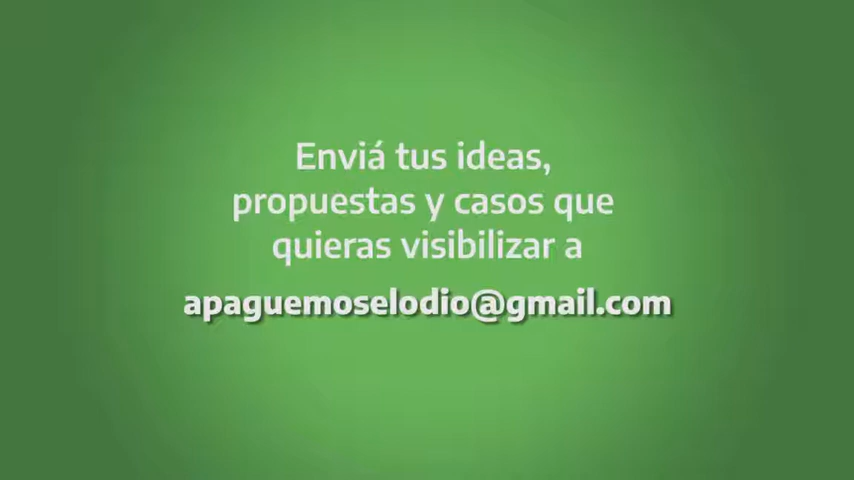 Enviá tus ideas,
propuestas y casos que
quieras visibilizar a
apaguemoselodio@gmail.com